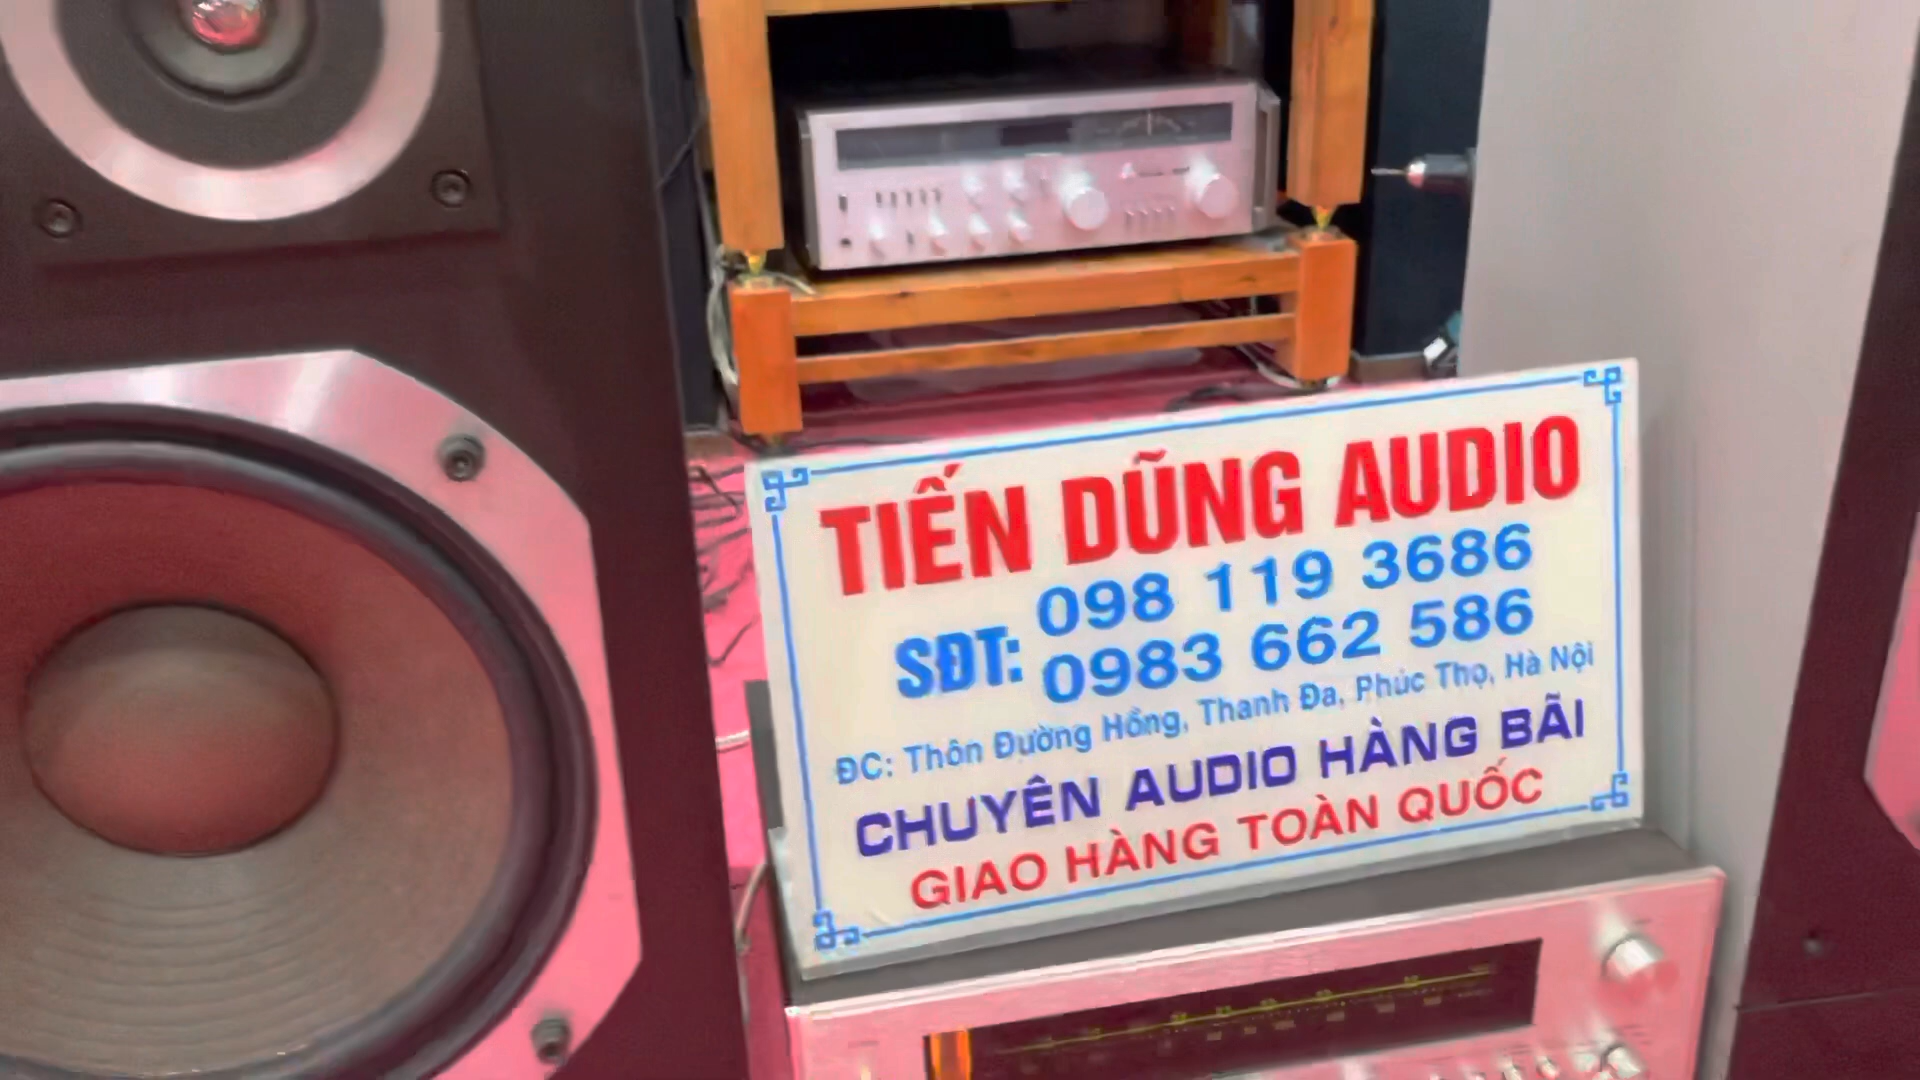 TIẾN DŨNG AUDIO
SĐT: 098 119 3686
0983 662 586
ĐC: Thôn Đường Hồng, Thanh Đa, Phúc Thọ, Hà Nội
CHUYÊN AUDIO HÀNG BÃI
GIAO HÀNG TOÀN QUỐC